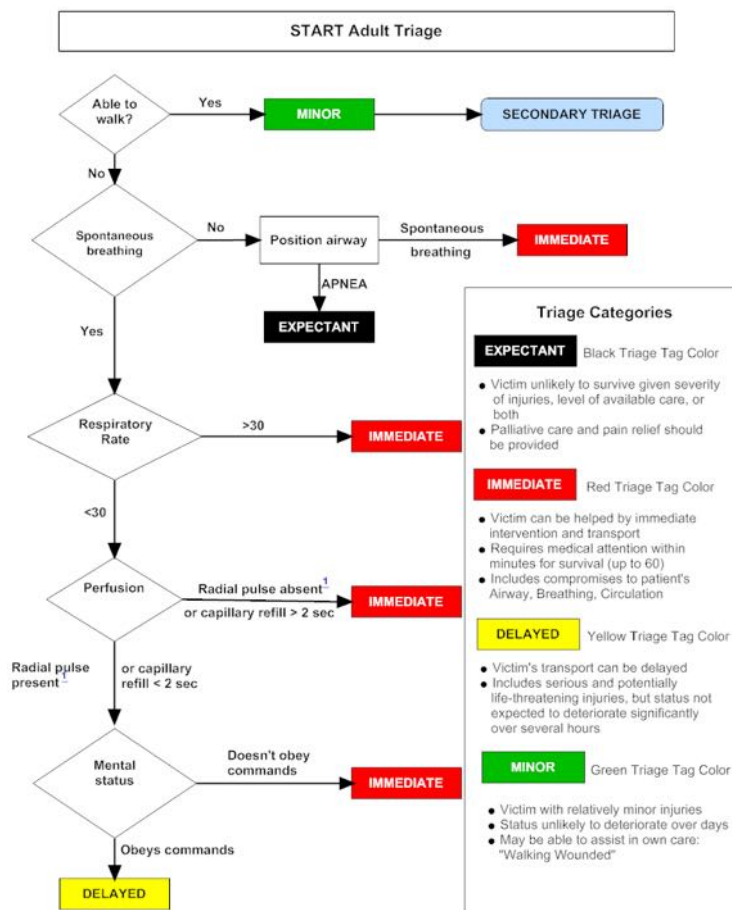 START Adult Triage
Able to
walk?
Yes
MINOR
SECONDARY TRIAGE
No
Spontaneous
breathing
No
Position airway
Spontaneous
breathing
IMMEDIATE
APNEA
EXPECTANT
Yes
Respiratory
Rate
>30
IMMEDIATE
<30
Perfusion
Radial pulse absent1
or capillary refill > 2 sec
IMMEDIATE
Radial pulse
present1
or capillary
refill < 2 sec
Mental
status
Doesn't obey
commands
IMMEDIATE
Obeys commands
DELAYED
Triage Categories
EXPECTANT Black Triage Tag Color
● Victim unlikely to survive given severity
of injuries, level of available care, or
both
● Palliative care and pain relief should
be provided
IMMEDIATE Red Triage Tag Color
● Victim can be helped by immediate
intervention and transport
● Requires medical attention within
minutes for survival (up to 60)
● Includes compromises to patient's
Airway, Breathing, Circulation
DELAYED Yellow Triage Tag Color
● Victim's transport can be delayed
● Includes serious and potentially
life-threatening injuries, but status not
expected to deteriorate significantly
over several hours
MINOR Green Triage Tag Color
● Victim with relatively minor injuries
● Status unlikely to deteriorate over days
● May be able to assist in own care:
"Walking Wounded"